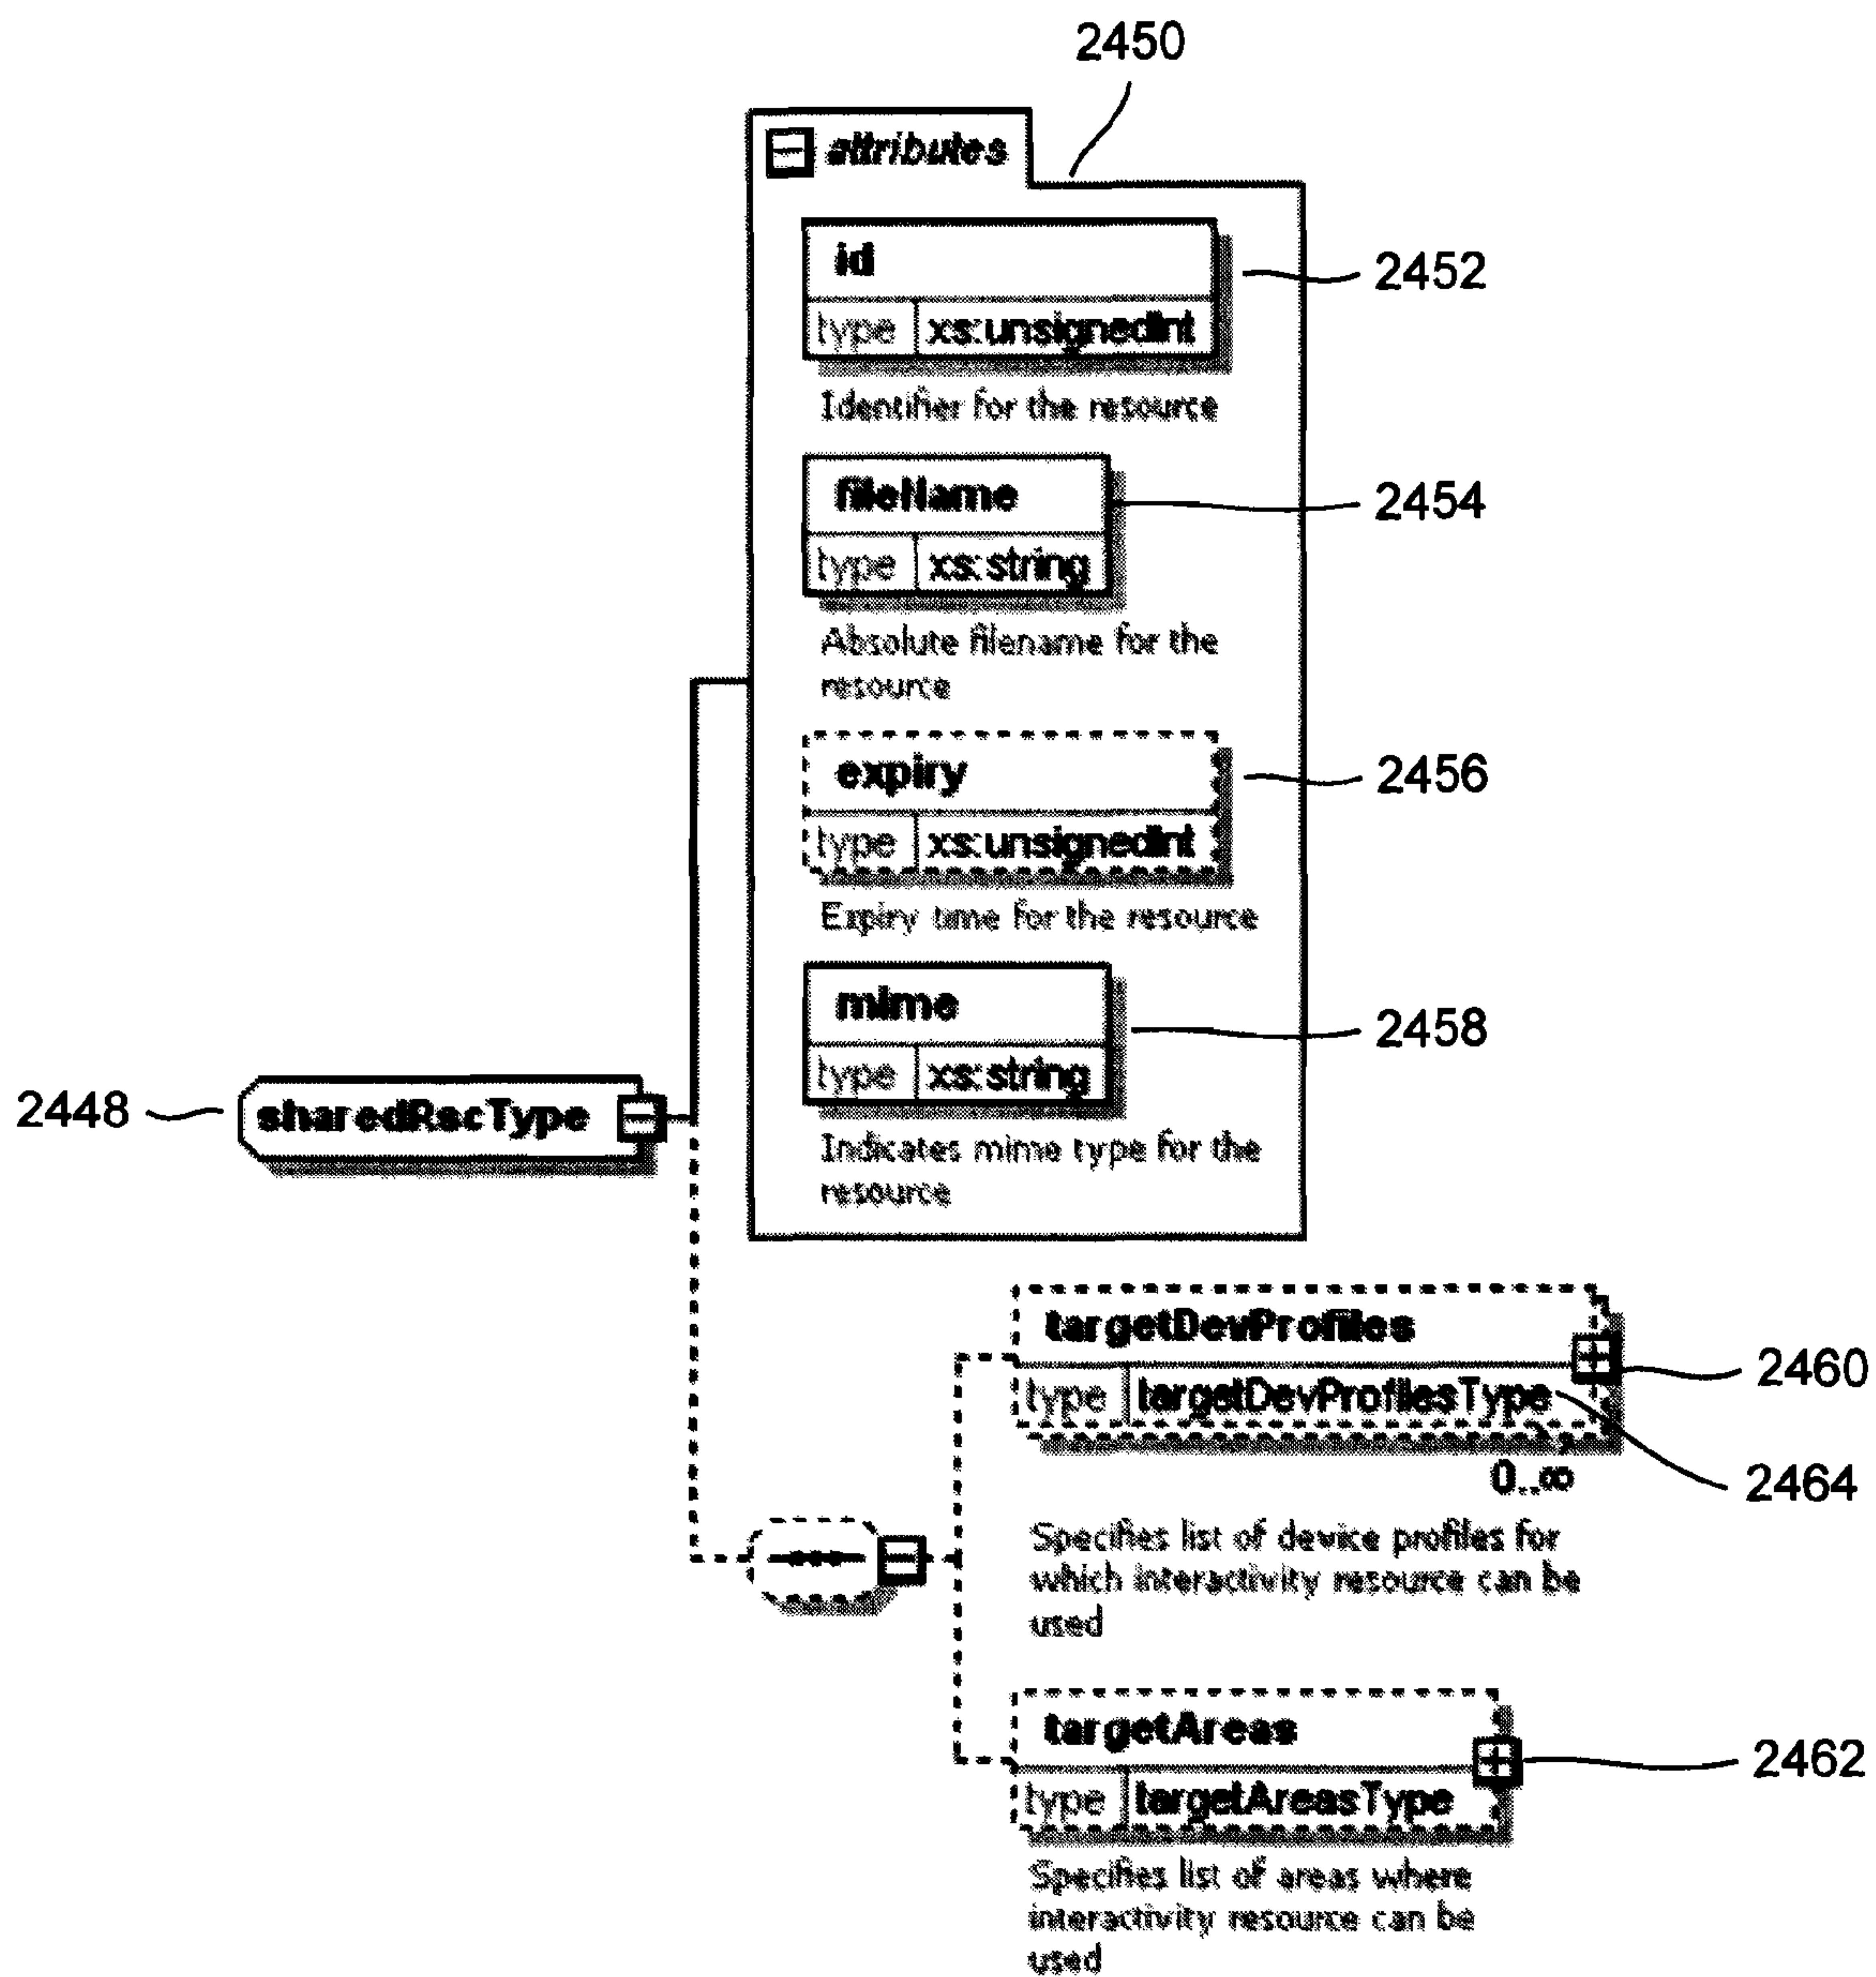 2450
attributes
id
2452
type xs:unsignedInt
Identifier for the resource
fileName
2454
type xs:string
Absolute filename for the
resource
expiry
2456
type xs:unsignedInt
Expiry time for the resource
mime
2458
type xs:string
2448
sharedRscType
Indicates mime type for the
resource
targetDevProfiles
2460
type targetDevProfilesType
2464
0..∞
Specifies list of device profiles for
which interactivity resource can be
used
targetAreas
2462
type targetAreasType
Specifies list of areas where
interactivity resource can be
used